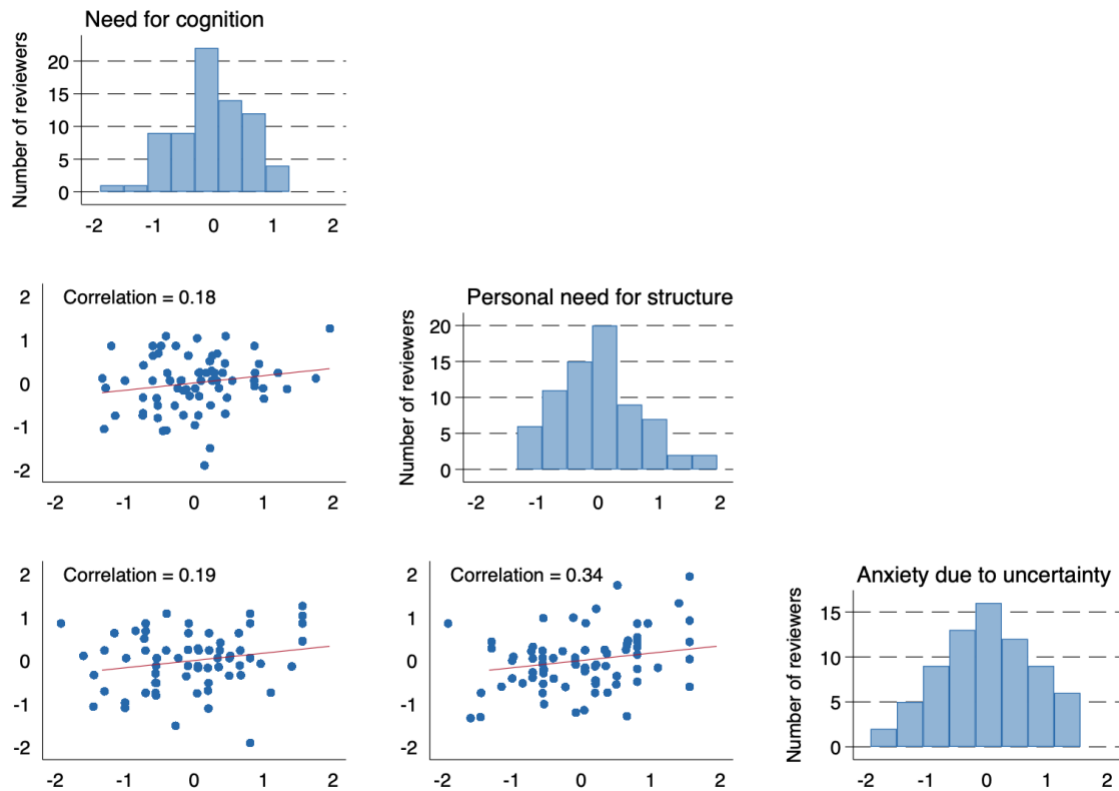 Need for cognition
Number of reviewers
20
15
10
5
0
-2 -1 0 1 2
Correlation = 0.18
2
1
0
-1
-2
-2 -1 0 1 2
Personal need for structure
Number of reviewers
20
15
10
5
0
-2 -1 0 1 2
Correlation = 0.19
2
1
0
-1
-2
-2 -1 0 1 2
Correlation = 0.34
2
1
0
-1
-2
-2 -1 0 1 2
Anxiety due to uncertainty
Number of reviewers
15
10
5
0
-2 -1 0 1 2